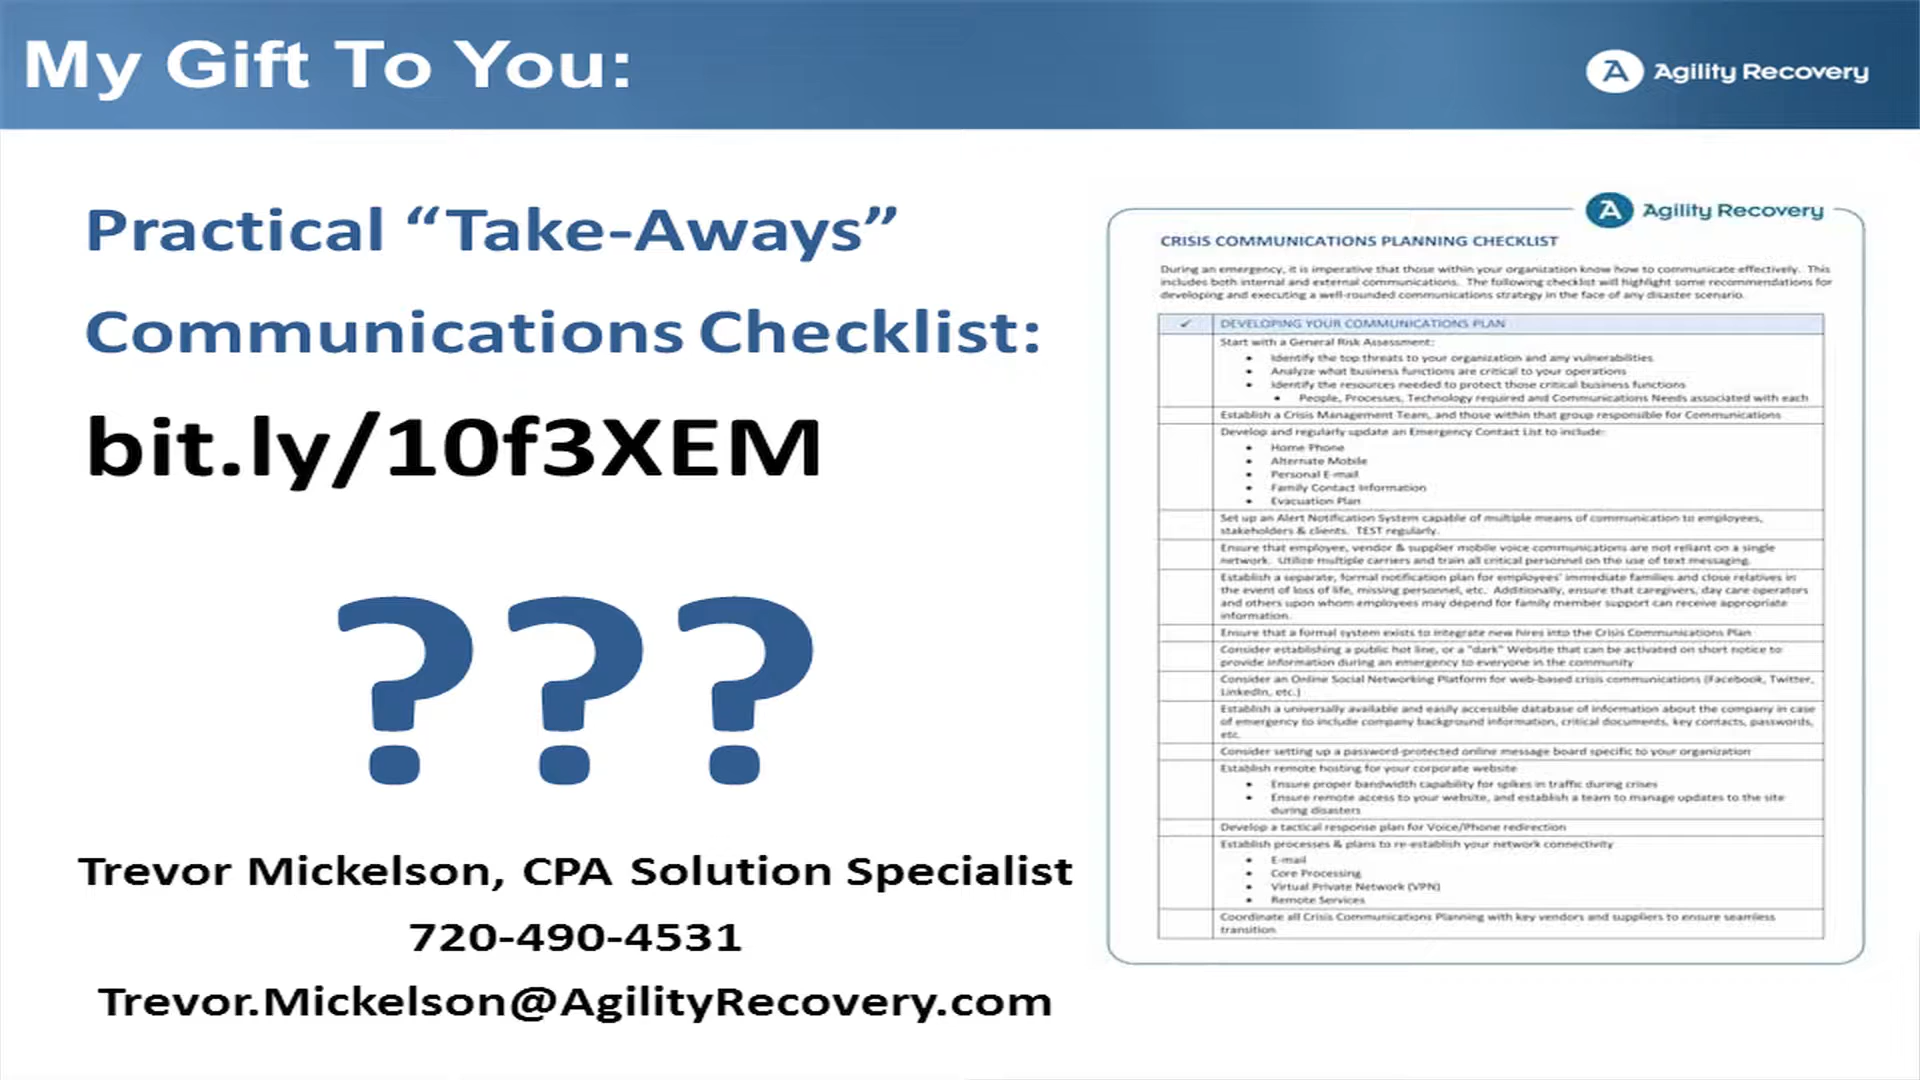 My Gift To You:
Agility Recovery
Practical “Take-Aways”
Communications Checklist:
bit.ly/10f3XEM
???
Trevor Mickelson, CPA Solution Specialist
720-490-4531
Trevor.Mickelson@AgilityRecovery.com
Agility Recovery
CRISIS COMMUNICATIONS PLANNING CHECKLIST
During an emergency, it is imperative that those within your organization know how to communicate effectively. This
includes both internal and external communications. The following checklist will highlight some recommendations for
developing and executing a well-rounded communications strategy in the face of any disaster scenario.
✓ DEVELOPING YOUR COMMUNICATIONS PLAN
Start with a General Risk Assessment:
• Identify the top threats to your organization and any vulnerabilities
• Analyze what business functions are critical to your operations
• Identify the resources needed to protect those critical business functions
• People, Processes, Technology required and Communications Needs associated with each
Establish a Crisis Management Team, and those within that group responsible for Communications
Develop and regularly update an Emergency Contact List to include:
• Home Phone
• Alternate Mobile
• Personal E-mail
• Family Contact Information
• Evacuation Plan
Set up an Alert Notification System capable of multiple means of communication to employees,
stakeholders & clients. TEST regularly.
Ensure that employee, vendor & supplier mobile voice communications are not reliant on a single
network. Utilize multiple carriers and train all critical personnel on the use of text messaging.
Establish a separate, formal notification plan for employees' immediate families and close relatives in
the event of loss of life, missing personnel, etc. Additionally, ensure that caregivers, day care operators
and others upon whom employees may depend for family member support can receive appropriate
information.
Ensure that a formal system exists to integrate new hires into the Crisis Communications Plan
Consider establishing a public hot line, or a "dark" Website that can be activated on short notice to
provide information during an emergency to everyone in the community
Consider an Online Social Networking Platform for web-based crisis communications (Facebook, Twitter,
LinkedIn, etc.)
Establish a universally available and easily accessible database of information about the company in case
of emergency to include company background information, critical documents, key contacts, passwords,
etc.
Consider setting up a password-protected online message board specific to your organization
Establish remote hosting for your corporate website
• Ensure proper bandwidth capability for spikes in traffic during crises
• Ensure remote access to your website, and establish a team to manage updates to the site
during disasters
Develop a tactical response plan for Voice/Phone redirection
Establish processes & plans to re-establish your network connectivity
• E-mail
• Core Processing
• Virtual Private Network (VPN)
• Remote Services
Coordinate all Crisis Communications Planning with key vendors and suppliers to ensure seamless
transition